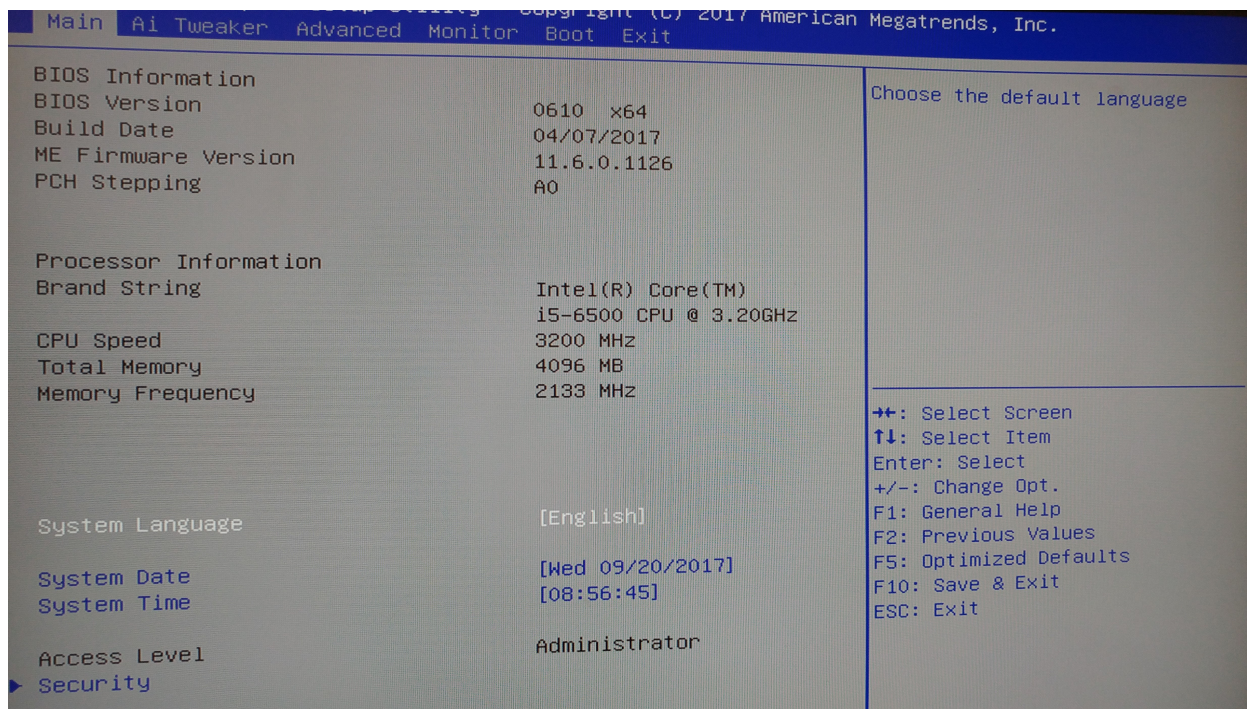 Setup Utility - Copyright (C) 2017 American Megatrends, Inc.
Main Ai Tweaker Advanced Monitor Boot Exit
BIOS Information
BIOS Version 0610 x64
Build Date 04/07/2017
ME Firmware Version 11.6.0.1126
PCH Stepping A0
Processor Information
Brand String Intel(R) Core(TM)
i5-6500 CPU @ 3.20GHz
CPU Speed 3200 MHz
Total Memory 4096 MB
Memory Frequency 2133 MHz
System Language [English]
System Date [Wed 09/20/2017]
System Time [08:56:45]
Access Level Administrator
Security
Choose the default language
→←: Select Screen
↑↓: Select Item
Enter: Select
+/-: Change Opt.
F1: General Help
F2: Previous Values
F5: Optimized Defaults
F10: Save & Exit
ESC: Exit